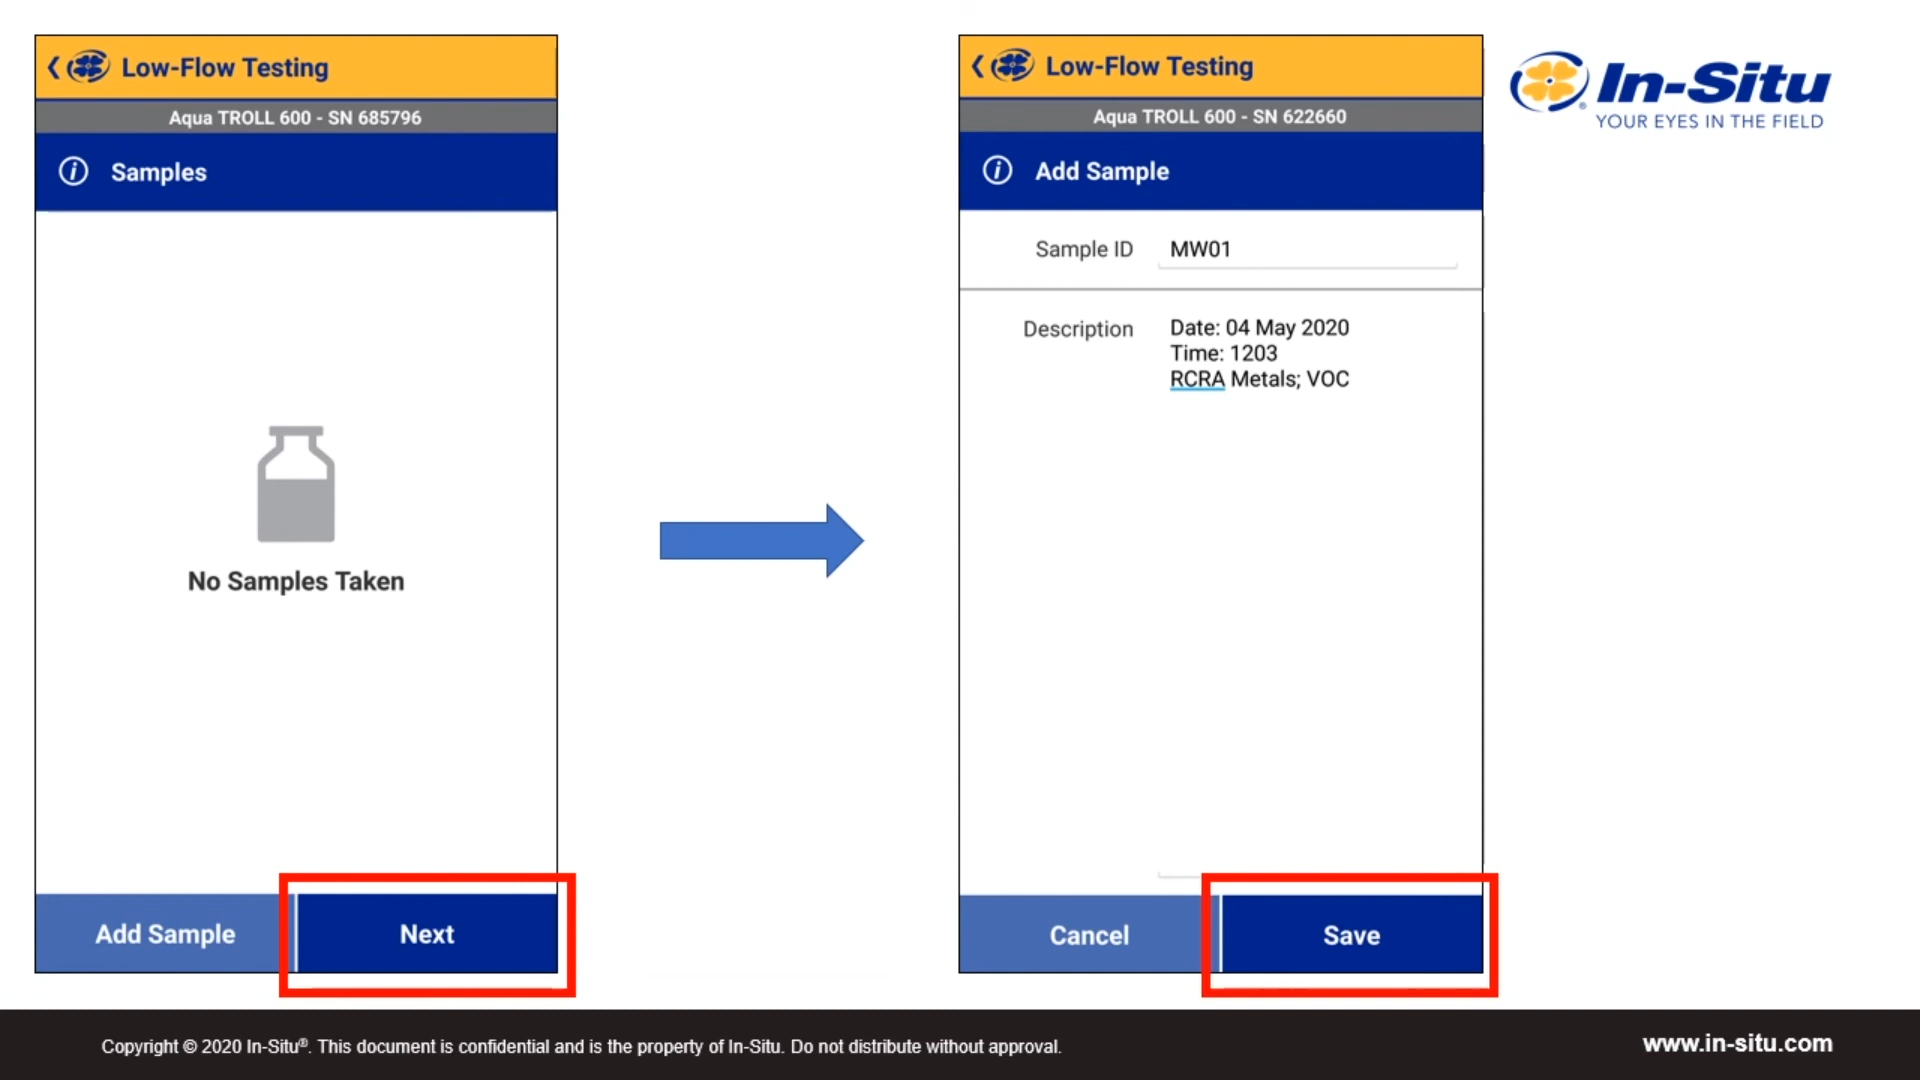 Low-Flow Testing
Aqua TROLL 600 - SN 685796
Samples
No Samples Taken
Add Sample
Next
Low-Flow Testing
Aqua TROLL 600 - SN 622660
Add Sample
Sample ID MW01
Description Date: 04 May 2020
Time: 1203
RCRA Metals; VOC
Cancel
Save
In-Situ®
YOUR EYES IN THE FIELD
Copyright © 2020 In-Situ®. This document is confidential and is the property of In-Situ. Do not distribute without approval.
www.in-situ.com